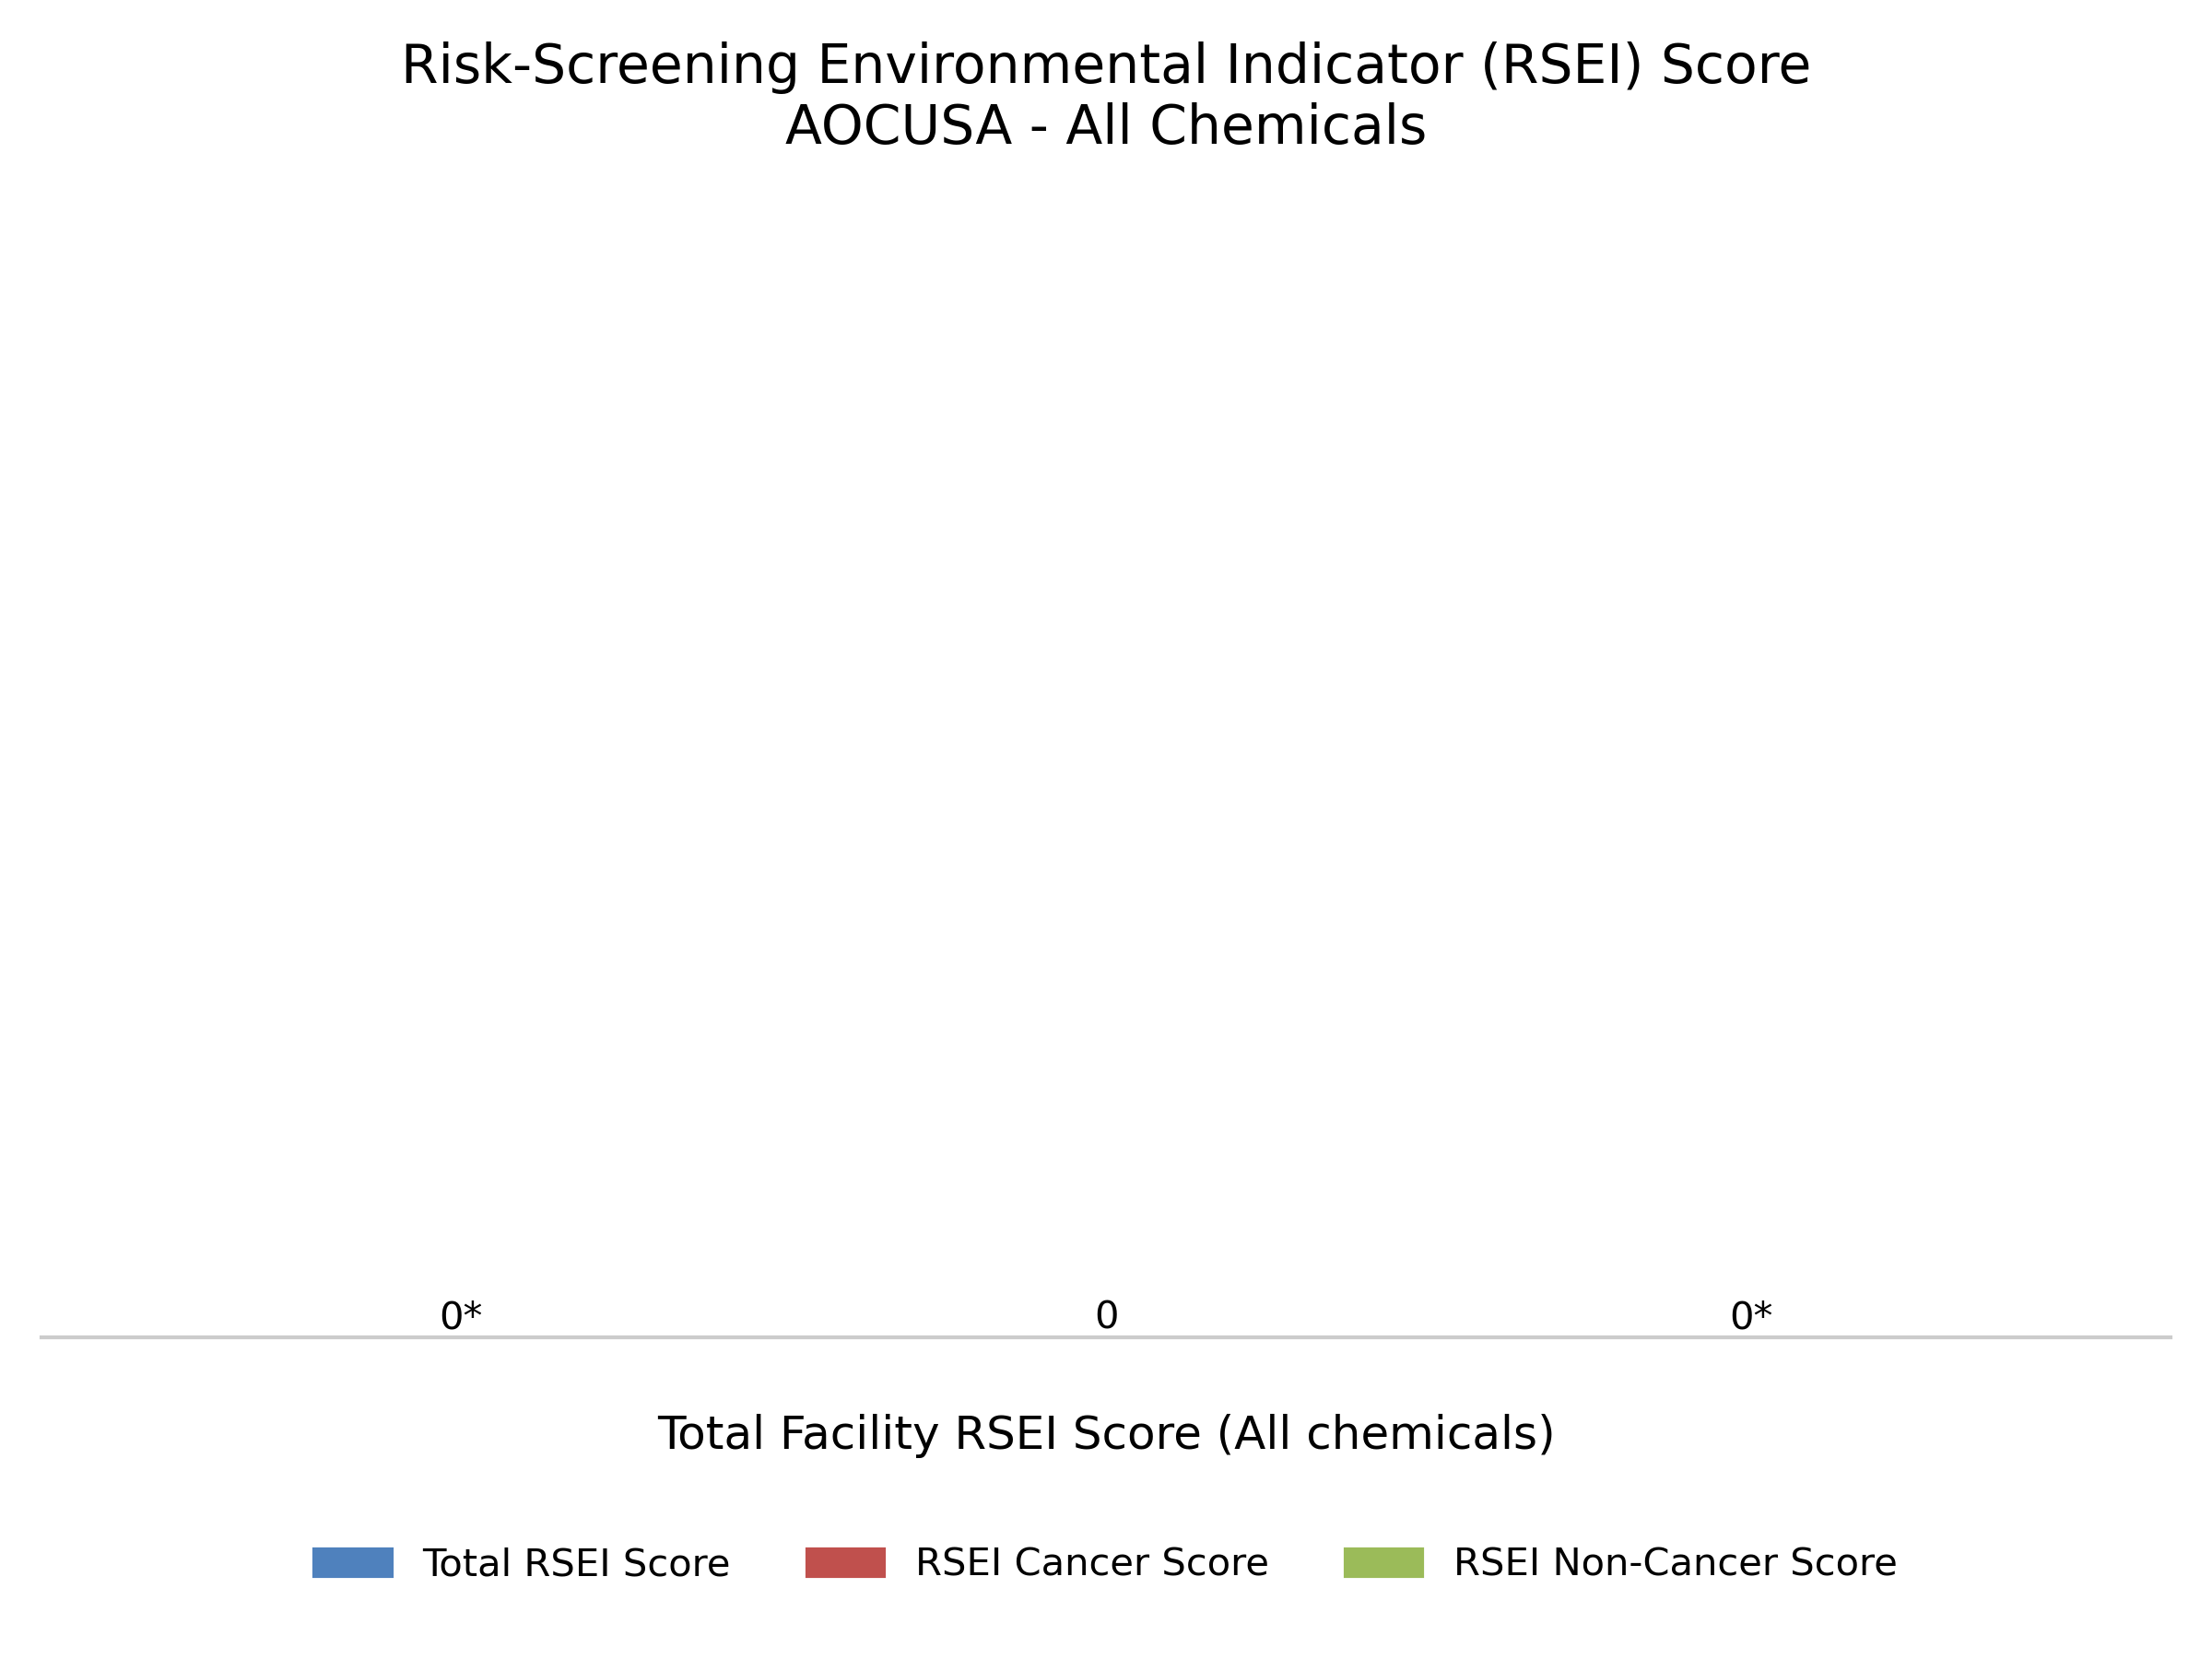 Risk-Screening Environmental Indicator (RSEI) Score
AOCUSA - All Chemicals
0* 0 0*
Total Facility RSEI Score (All chemicals)
Total RSEI Score RSEI Cancer Score RSEI Non-Cancer Score